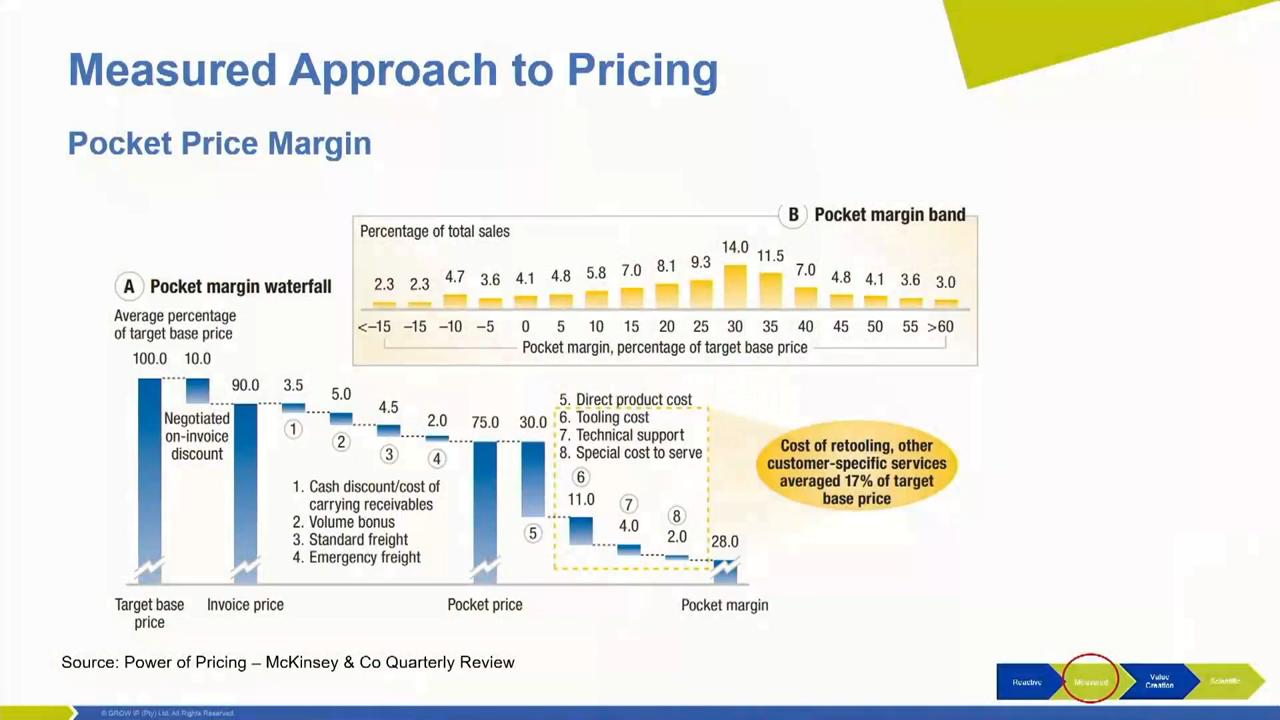 Measured Approach to Pricing
Pocket Price Margin
B Pocket margin band
Percentage of total sales
2.3 2.3 4.7 3.6 4.1 4.8 5.8 7.0 8.1 9.3 14.0 11.5 7.0 4.8 4.1 3.6 3.0
<–15 –15 –10 –5 0 5 10 15 20 25 30 35 40 45 50 55 >60
Pocket margin, percentage of target base price
A Pocket margin waterfall
Average percentage
of target base price
100.0 10.0 90.0 3.5 5.0 4.5 2.0 75.0 30.0
Negotiated
on-invoice
discount
1 2 3 4
1. Cash discount/cost of
carrying receivables
2. Volume bonus
3. Standard freight
4. Emergency freight
5. Direct product cost
6. Tooling cost
7. Technical support
8. Special cost to serve
5
6
11.0
7
4.0
8
2.0
28.0
Cost of retooling, other
customer-specific services
averaged 17% of target
base price
Target base
price
Invoice price
Pocket price
Pocket margin
Source: Power of Pricing – McKinsey & Co Quarterly Review
Reactive
Measured
Value
Creation
Scientific
© GROW IP (Pty) Ltd. All Rights Reserved.